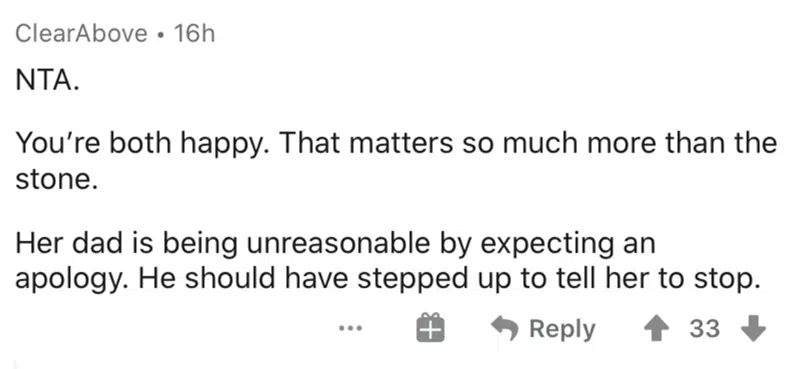 ClearAbove • 16h
NTA.
You’re both happy. That matters so much more than the
stone.
Her dad is being unreasonable by expecting an
apology. He should have stepped up to tell her to stop.
... Reply 33